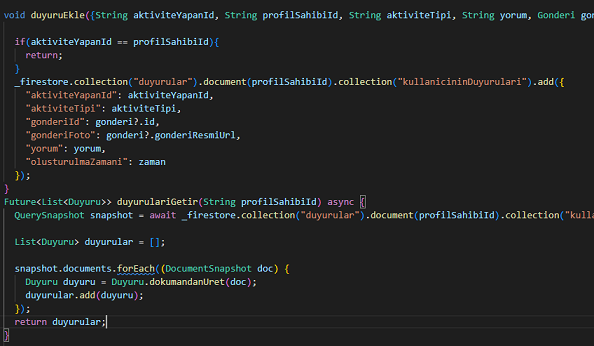 void duyuruEkle({String aktiviteYapanId, String profilSahibiId, String aktiviteTipi, String yorum, Gonderi
if(aktiviteYapanId == profilSahibiId){
return;
}
_firestore.collection("duyurular").document(profilSahibiId).collection("kullanicininDuyurulari").add({
"aktiviteYapanId": aktiviteYapanId,
"aktiviteTipi": aktiviteTipi,
"gonderiId": gonderi?.id,
"gonderiFoto": gonderi?.gonderiResmiUrl,
"yorum": yorum,
"olusturulmaZamani": zaman
});
}
Future<List<Duyuru>> duyurulariGetir(String profilSahibiId) async {
QuerySnapshot snapshot = await _firestore.collection("duyurular").document(profilSahibiId).collection("kulla
List<Duyuru> duyurular = [];
snapshot.documents.forEach((DocumentSnapshot doc) {
Duyuru duyuru = Duyuru.dokumandanUret(doc);
duyurular.add(duyuru);
});
return duyurular;
}